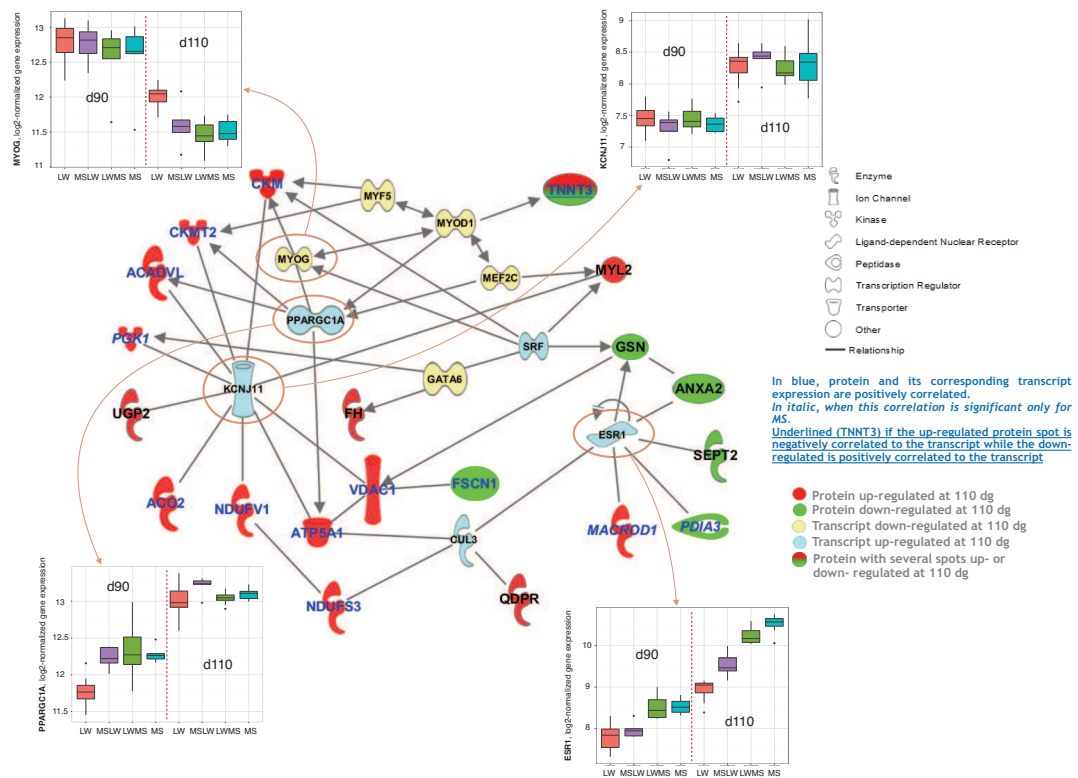 MYOG, log2-normalized gene expression
13
12.5
12
11.5
11
d90
d110
LW MSLW LWMS MS LW MSLW LWMS MS
KCNJ11, log2-normalized gene expression
9
8.5
8
7.5
7
d90
d110
LW MSLW LWMS MS LW MSLW LWMS MS
CKM
MYF5
TNNT3
CKMT2
MYOD1
MYOG
ACADVL
MEF2C
MYL2
PPARGC1A
PGK1
SRF
GSN
KCNJ11
GATA6
ANXA2
UGP2
FH
ESR1
SEPT2
ACO2
NDUFV1
VDAC1
FSCN1
ATP5A1
CUL3
MACROD1
PDIA3
NDUFS3
QDPR
Enzyme
Ion Channel
Kinase
Ligand-dependent Nuclear Receptor
Peptidase
Transcription Regulator
Transporter
Other
Relationship
In blue, protein and its corresponding transcript
expression are positively correlated.
In italic, when this correlation is significant only for
MS.
Underlined (TNNT3) if the up-regulated protein spot is
negatively correlated to the transcript while the down-
regulated is positively correlated to the transcript
Protein up-regulated at 110 dg
Protein down-regulated at 110 dg
Transcript down-regulated at 110 dg
Transcript up-regulated at 110 dg
Protein with several spots up- or
down- regulated at 110 dg
PPARGC1A, log2-normalized gene expression
13
12.5
12
11.5
d90
d110
LW MSLW LWMS MS LW MSLW LWMS MS
ESR1, log2-normalized gene expression
10
9
8
d90
d110
LW MSLW LWMS MS LW MSLW LWMS MS